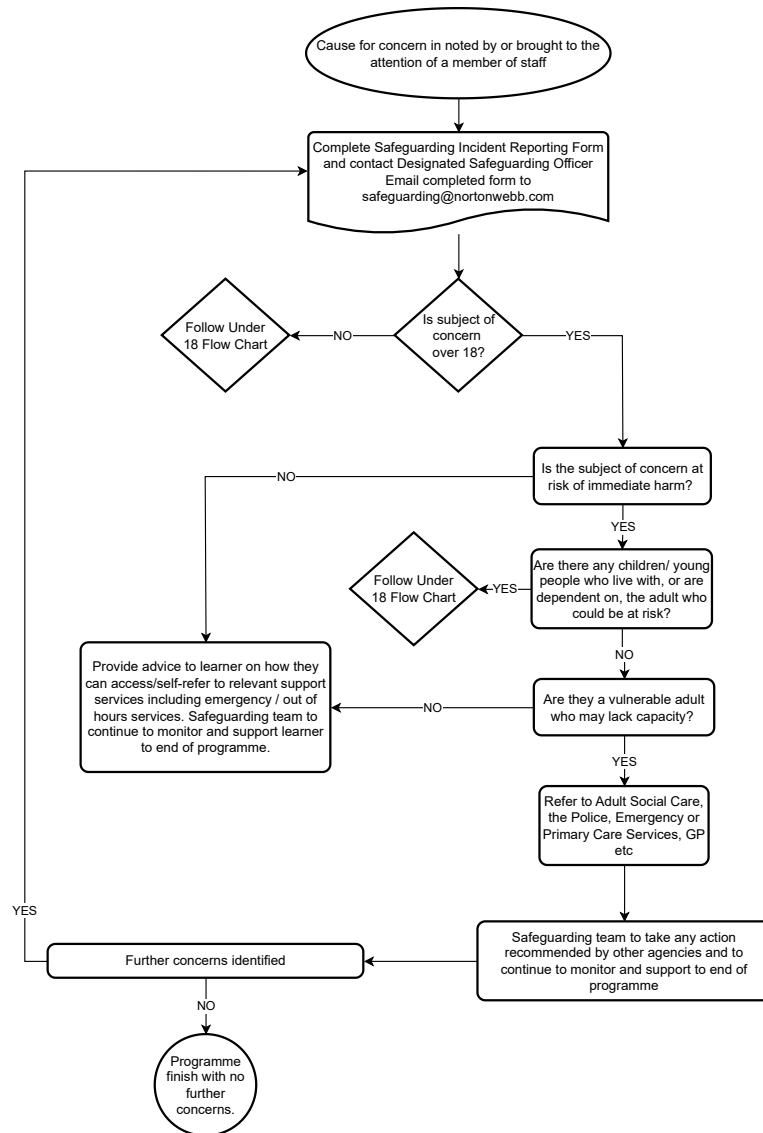 Cause for concern in noted by or brought to the
attention of a member of staff
Complete Safeguarding Incident Reporting Form
and contact Designated Safeguarding Officer
Email completed form to
safeguarding@nortonwebb.com
Follow Under
18 Flow Chart
NO
Is subject of
concern
over 18?
YES
Is the subject of concern at
risk of immediate harm?
NO
YES
Follow Under
18 Flow Chart
YES
Are there any children/ young
people who live with, or are
dependent on, the adult who
could be at risk?
NO
Provide advice to learner on how they
can access/self-refer to relevant support
services including emergency / out of
hours services. Safeguarding team to
continue to monitor and support learner
to end of programme.
NO
Are they a vulnerable adult
who may lack capacity?
YES
Refer to Adult Social Care,
the Police, Emergency or
Primary Care Services, GP
etc
YES
Further concerns identified
Safeguarding team to take any action
recommended by other agencies and to
continue to monitor and support to end of
programme
NO
Programme
finish with no
further
concerns.